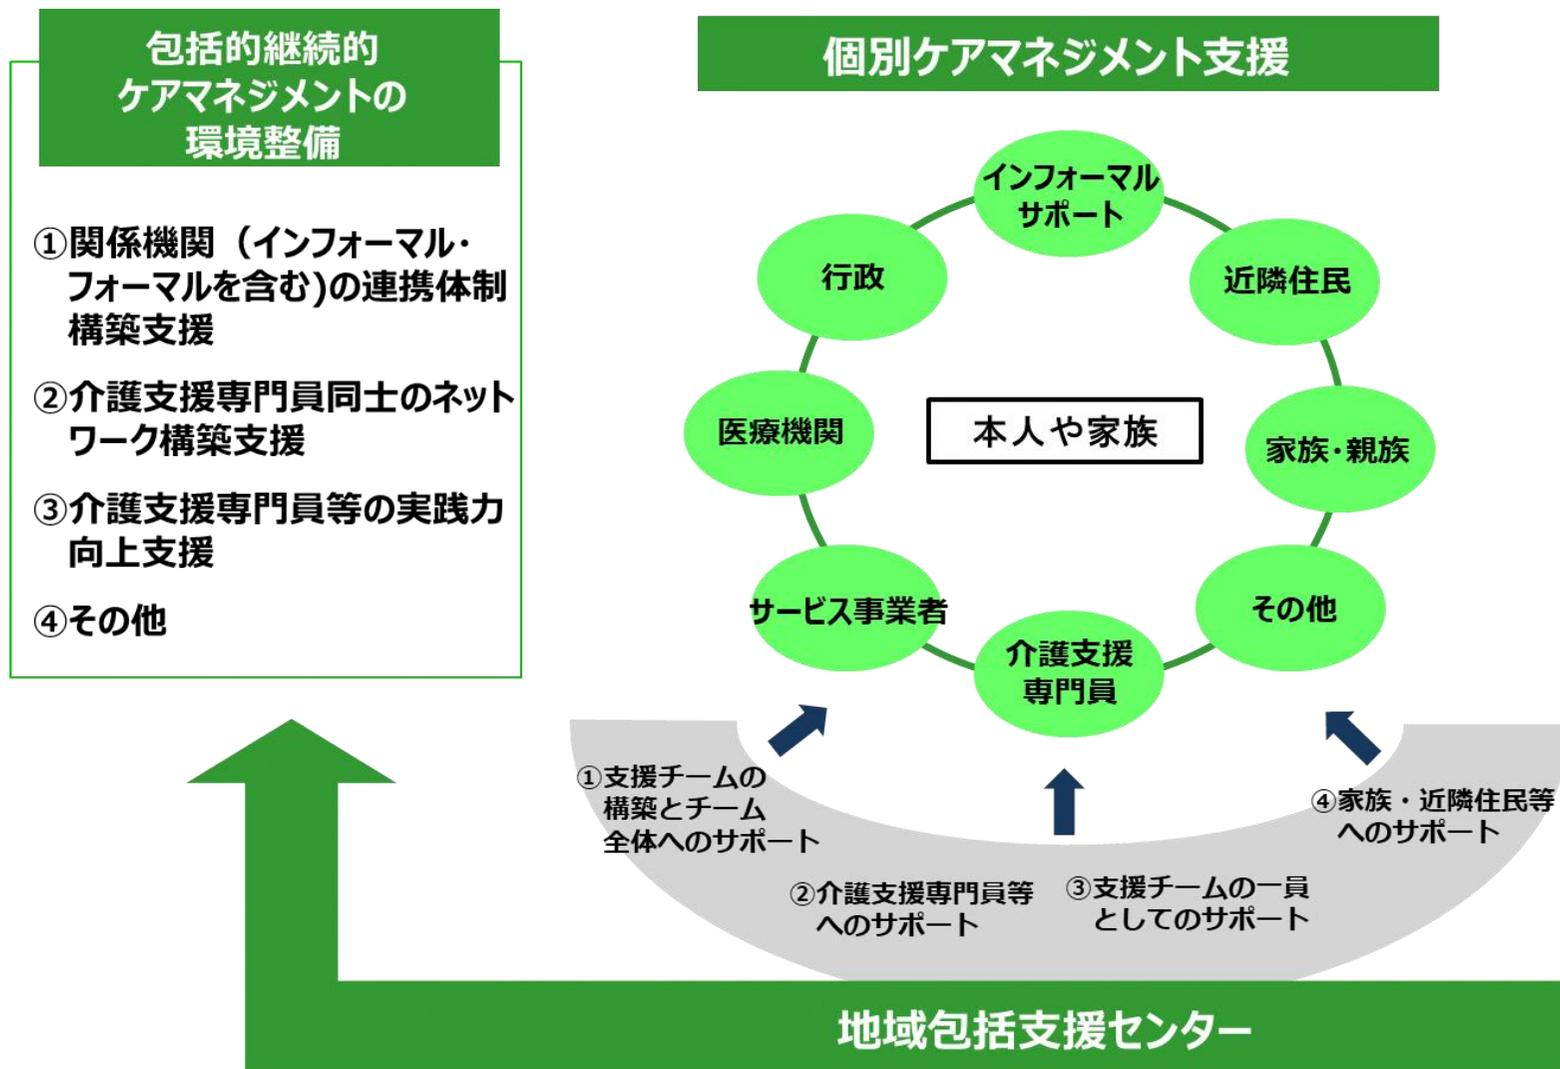 包括的継続的
ケアマネジメントの
環境整備
①関係機関（インフォーマル・
フォーマルを含む)の連携体制
構築支援
②介護支援専門員同士のネット
ワーク構築支援
③介護支援専門員等の実践力
向上支援
④その他
個別ケアマネジメント支援
インフォーマル
サポート
行政
近隣住民
医療機関
本人や家族
家族・親族
サービス事業者
介護支援
専門員
その他
①支援チームの
構築とチーム
全体へのサポート
②介護支援専門員等
へのサポート
③支援チームの一員
としてのサポート
④家族・近隣住民等
へのサポート
地域包括支援センター